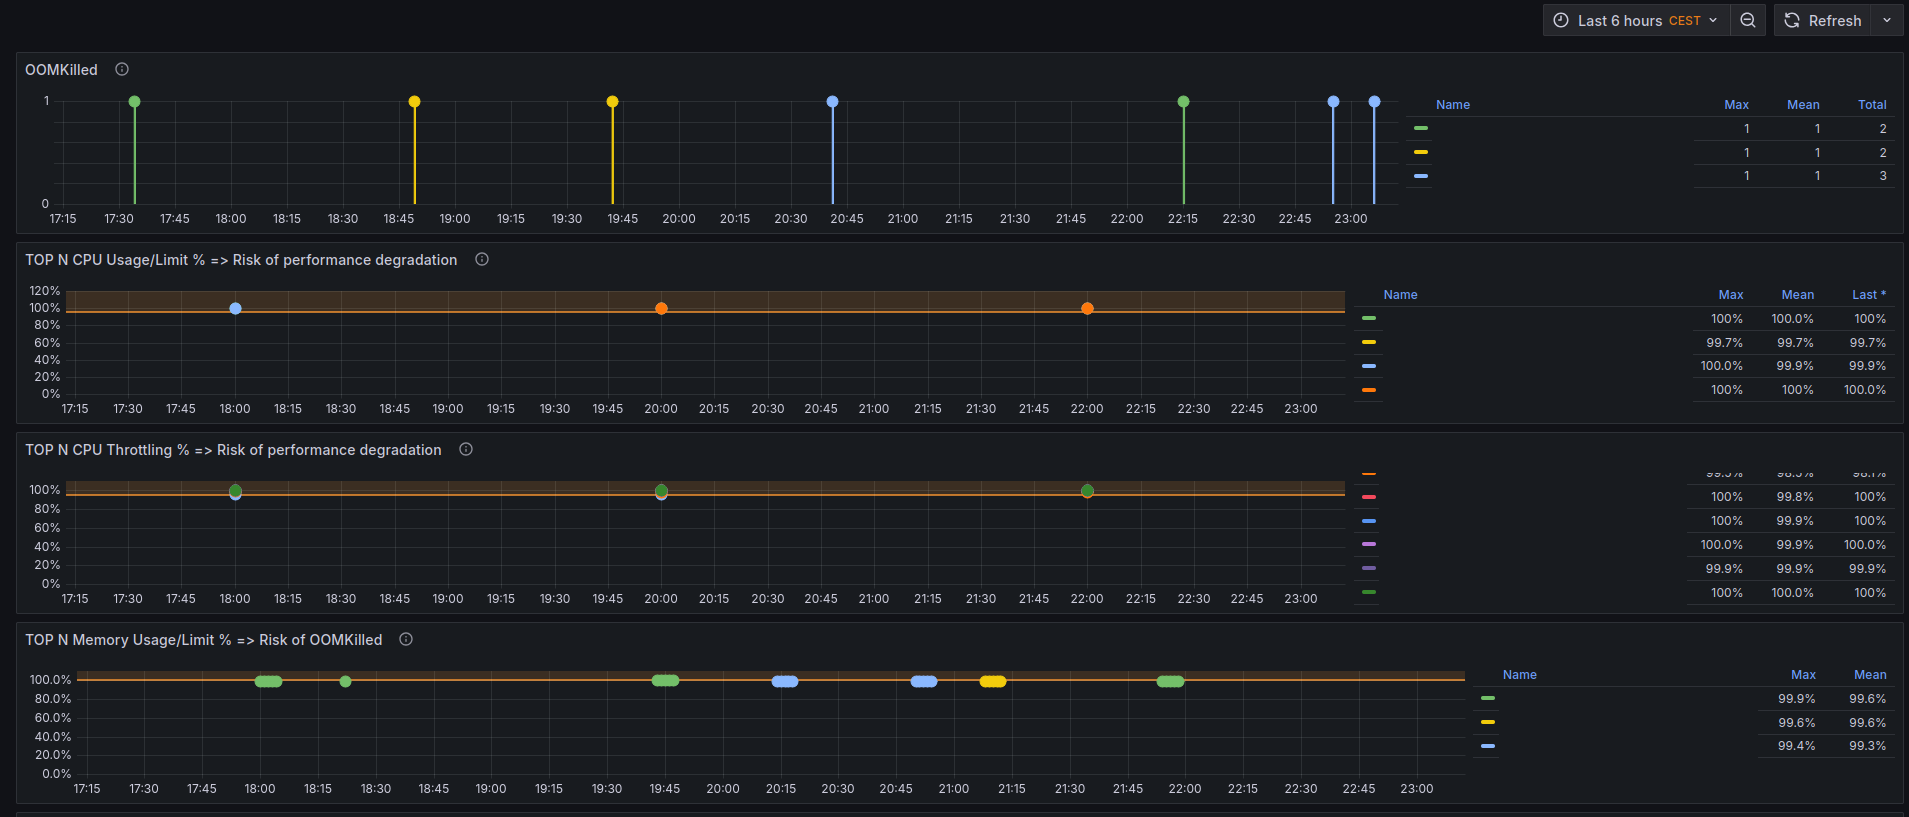 Last 6 hours CEST Refresh
OOMKilled
1
0
17:15 17:30 17:45 18:00 18:15 18:30 18:45 19:00 19:15 19:30 19:45 20:00 20:15 20:30 20:45 21:00 21:15 21:30 21:45 22:00 22:15 22:30 22:45 23:00
Name Max Mean Total
1 1 2
1 1 2
1 1 3
TOP N CPU Usage/Limit % => Risk of performance degradation
120%
100%
80%
60%
40%
20%
0%
17:15 17:30 17:45 18:00 18:15 18:30 18:45 19:00 19:15 19:30 19:45 20:00 20:15 20:30 20:45 21:00 21:15 21:30 21:45 22:00 22:15 22:30 22:45 23:00
Name Max Mean Last *
100% 100.0% 100%
99.7% 99.7% 99.7%
100.0% 99.9% 99.9%
100% 100% 100.0%
TOP N CPU Throttling % => Risk of performance degradation
100%
80%
60%
40%
20%
0%
17:15 17:30 17:45 18:00 18:15 18:30 18:45 19:00 19:15 19:30 19:45 20:00 20:15 20:30 20:45 21:00 21:15 21:30 21:45 22:00 22:15 22:30 22:45 23:00
100% 99.8% 100%
100% 99.9% 100%
100.0% 99.9% 100.0%
99.9% 99.9% 99.9%
100% 100.0% 100%
TOP N Memory Usage/Limit % => Risk of OOMKilled
100.0%
80.0%
60.0%
40.0%
20.0%
0.0%
17:15 17:30 17:45 18:00 18:15 18:30 18:45 19:00 19:15 19:30 19:45 20:00 20:15 20:30 20:45 21:00 21:15 21:30 21:45 22:00 22:15 22:30 22:45 23:00
Name Max Mean
99.9% 99.6%
99.6% 99.6%
99.4% 99.3%